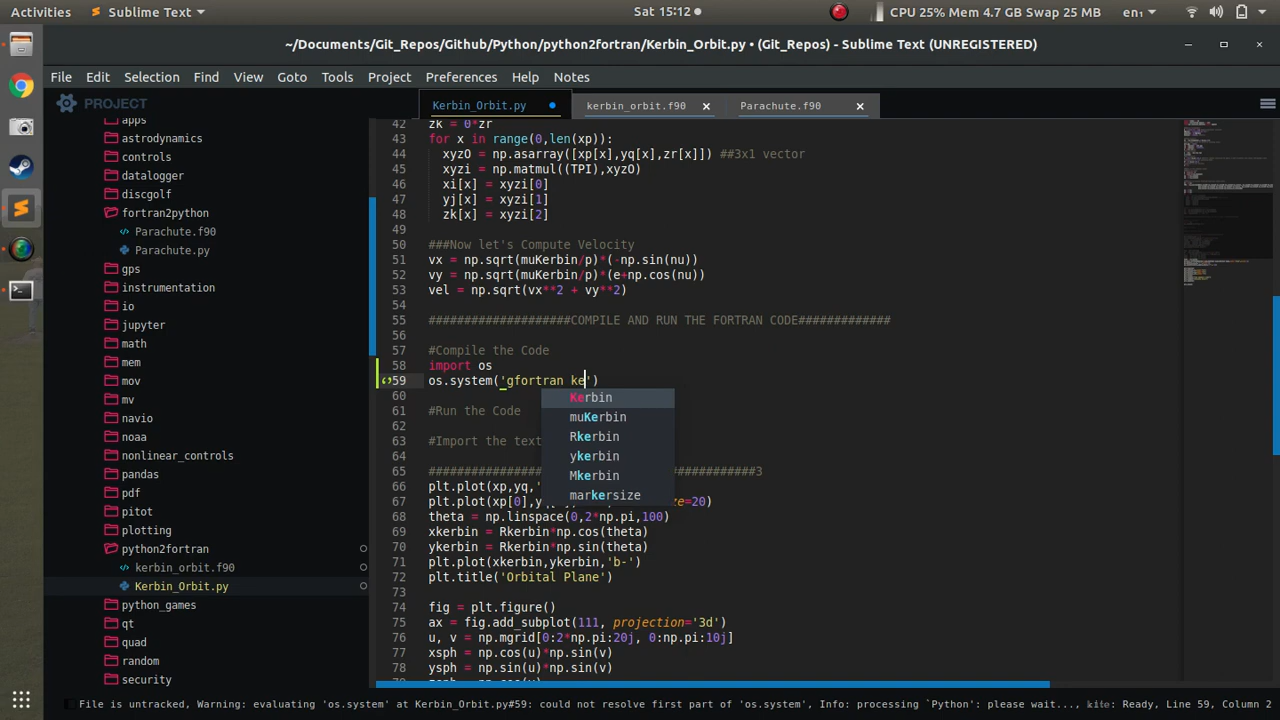 Activities Sublime Text Sat 15:12 CPU 25% Mem 4.7 GB Swap 25 MB en₁
~/Documents/Git_Repos/Github/Python/python2fortran/Kerbin_Orbit.py • (Git_Repos) - Sublime Text (UNREGISTERED)
File Edit Selection Find View Goto Tools Project Preferences Help Notes
PROJECT
Kerbin_Orbit.py
kerbin_orbit.f90
Parachute.f90
apps
astrodynamics
controls
datalogger
discgolf
fortran2python
Parachute.f90
Parachute.py
gps
instrumentation
io
jupyter
math
mem
mov
mv
navio
noaa
nonlinear_controls
pandas
pdf
pitot
plotting
python2fortran
kerbin_orbit.f90
Kerbin_Orbit.py
python_games
qt
quad
random
security
42 zk = 0*zr
43 for x in range(0,len(xp)):
44 xyzO = np.asarray([xp[x],yq[x],zr[x]]) ##3x1 vector
45 xyzi = np.matmul((TPI),xyzO)
46 xi[x] = xyzi[0]
47 yj[x] = xyzi[1]
48 zk[x] = xyzi[2]
49
50 ###Now let's Compute Velocity
51 vx = np.sqrt(muKerbin/p)*(-np.sin(nu))
52 vy = np.sqrt(muKerbin/p)*(e+np.cos(nu))
53 vel = np.sqrt(vx**2 + vy**2)
54
55 ####################COMPILE AND RUN THE FORTRAN CODE#############
56
57 #Compile the Code
58 import os
59 os.system('gfortran ke')
60
61 #Run the Code
62
63 #Import the text
64
65 ################ ############3
66 plt.plot(xp,yq,'
67 plt.plot(xp[0],y ze=20)
68 theta = np.linspace(0,2*np.pi,100)
69 xkerbin = Rkerbin*np.cos(theta)
70 ykerbin = Rkerbin*np.sin(theta)
71 plt.plot(xkerbin,ykerbin,'b-')
72 plt.title('Orbital Plane')
73
74 fig = plt.figure()
75 ax = fig.add_subplot(111, projection='3d')
76 u, v = np.mgrid[0:2*np.pi:20j, 0:np.pi:10j]
77 xsph = np.cos(u)*np.sin(v)
78 ysph = np.sin(u)*np.sin(v)
Kerbin
muKerbin
Rkerbin
ykerbin
Mkerbin
markersize
File is untracked, Warning: evaluating 'os.system' at Kerbin_Orbit.py#59: could not resolve first part of 'os.system', Info: processing `Python': please wait..., kite: Ready, Line 59, Column 2